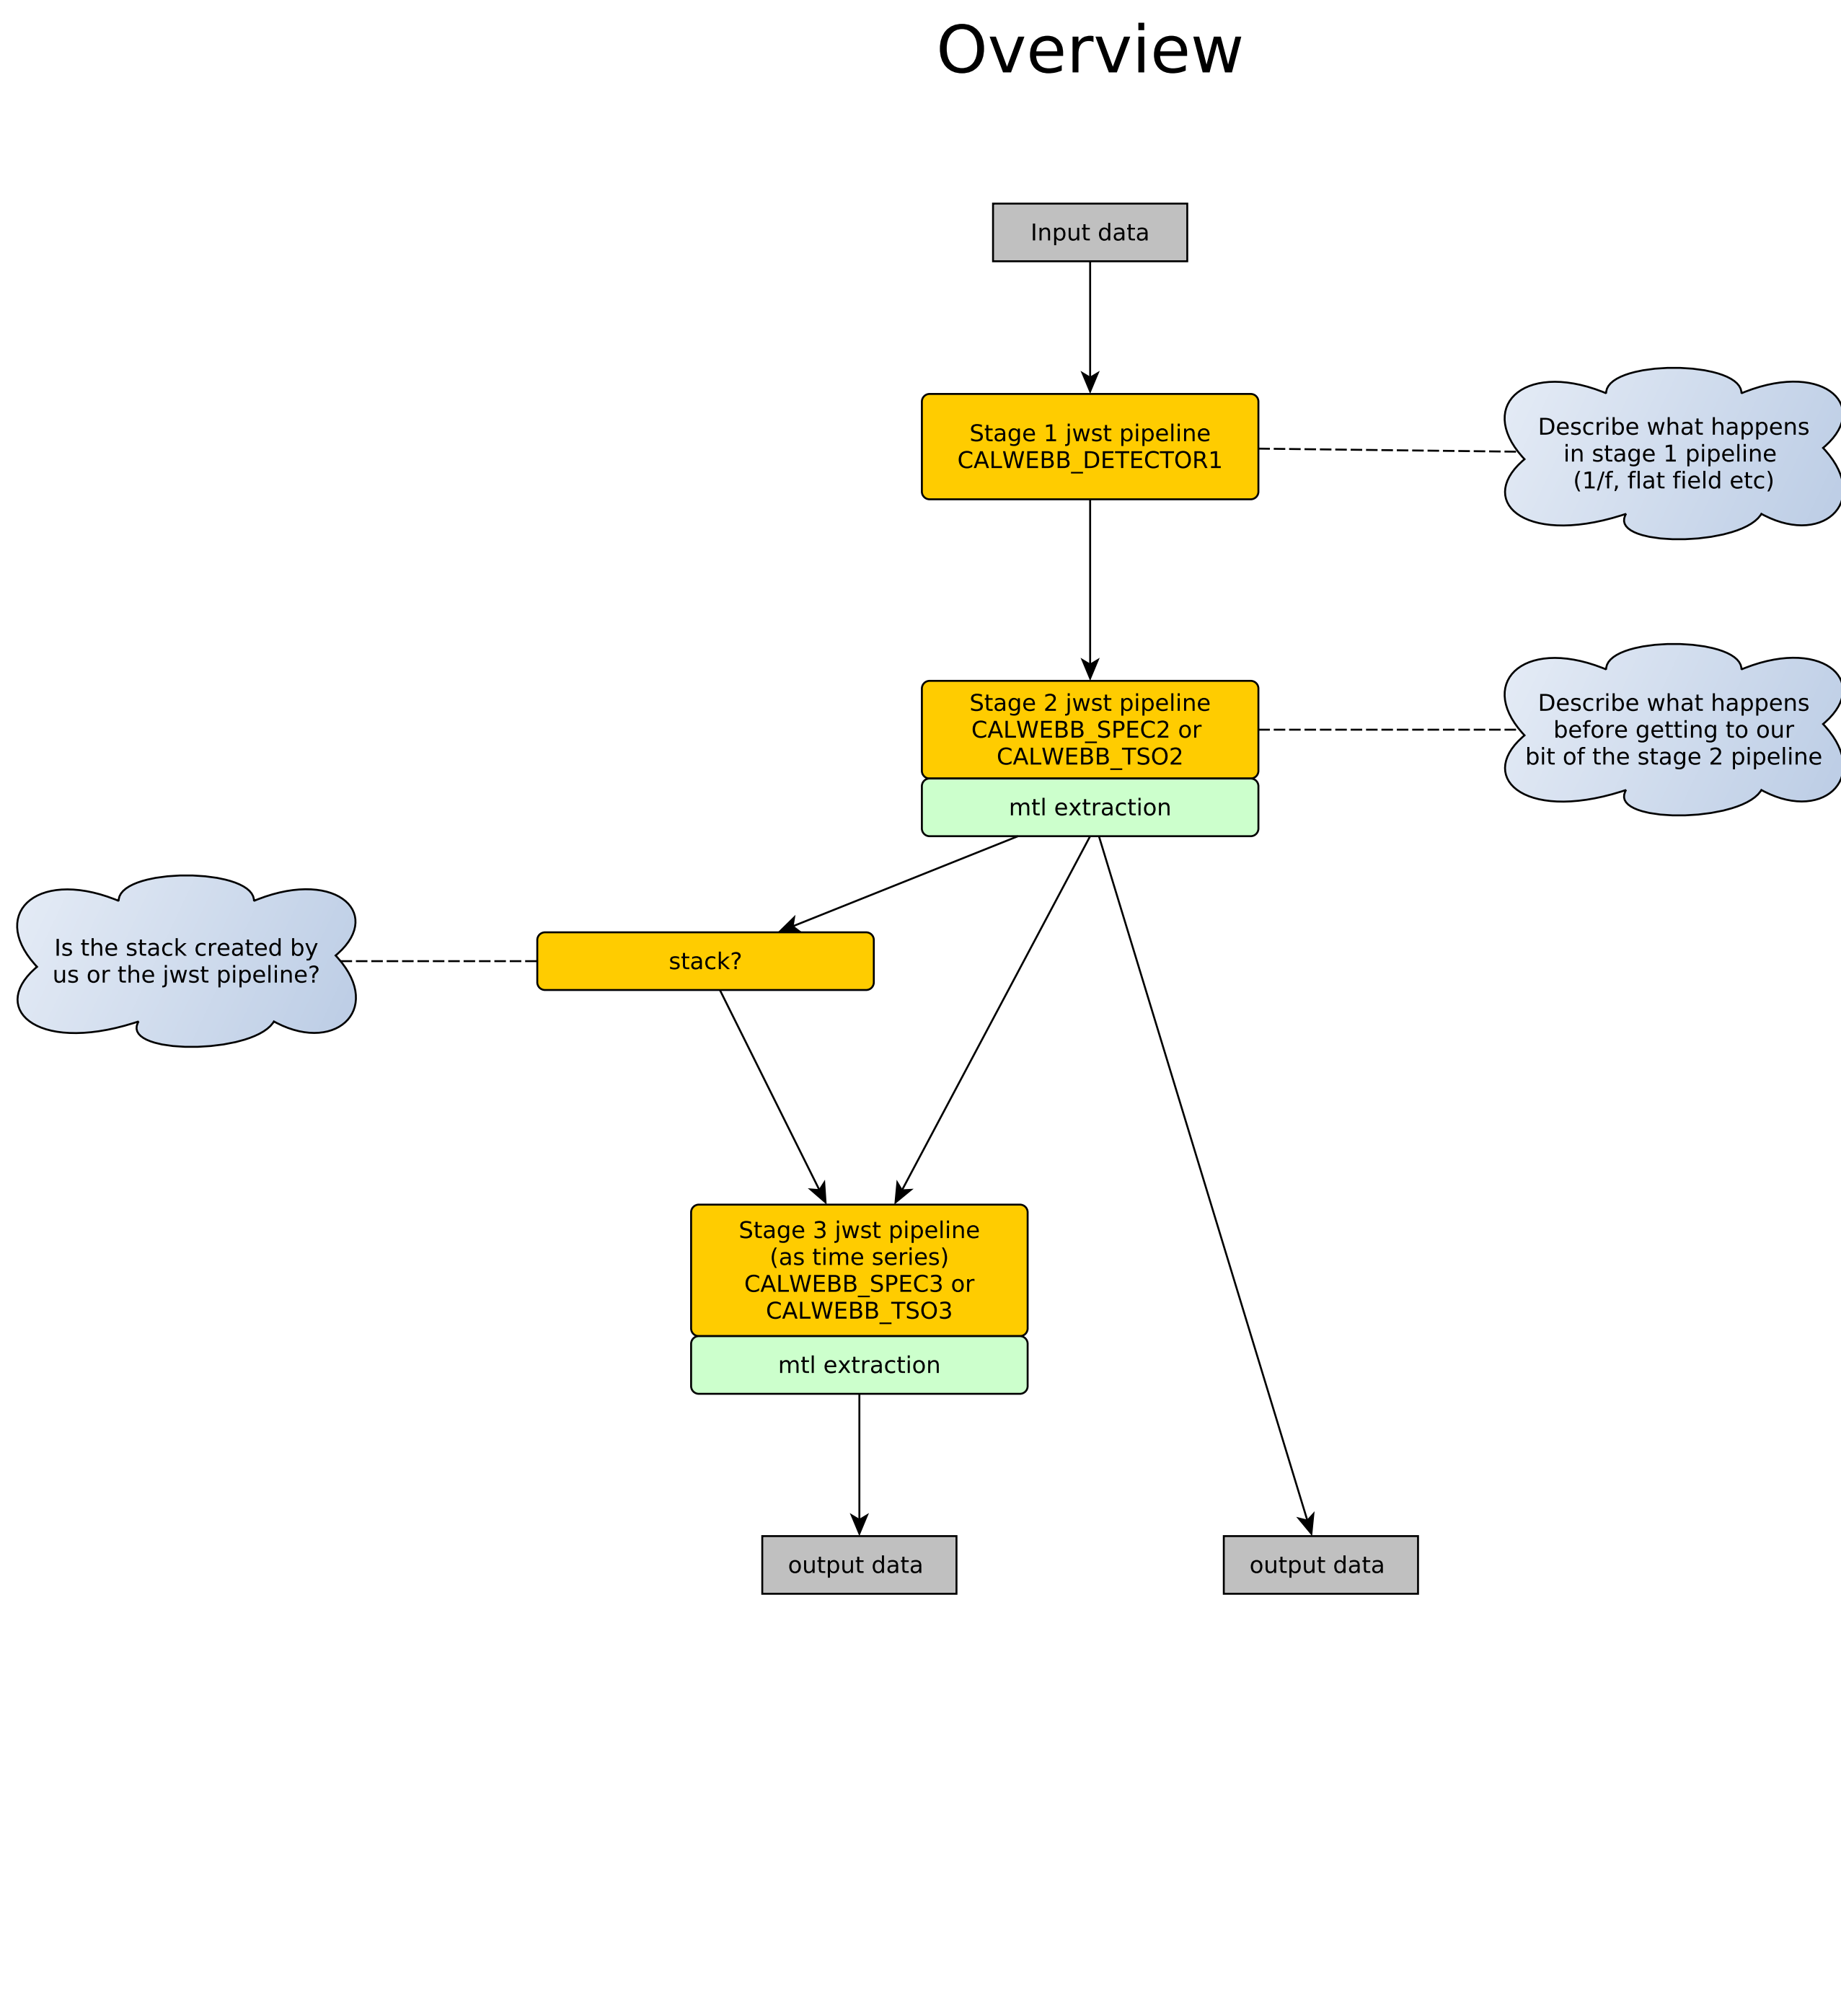 Overview
Input data
Stage 1 jwst pipeline
CALWEBB_DETECTOR1
Describe what happens
in stage 1 pipeline
(1/f, flat field etc)
Stage 2 jwst pipeline
CALWEBB_SPEC2 or
CALWEBB_TSO2
Describe what happens
before getting to our
bit of the stage 2 pipeline
mtl extraction
Is the stack created by
us or the jwst pipeline?
stack?
Stage 3 jwst pipeline
(as time series)
CALWEBB_SPEC3 or
CALWEBB_TSO3
mtl extraction
output data
output data